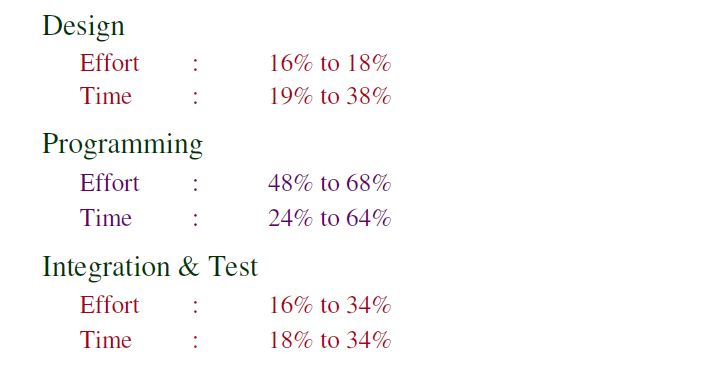 Design
Effort : 16% to 18%
Time : 19% to 38%
Programming
Effort : 48% to 68%
Time : 24% to 64%
Integration & Test
Effort : 16% to 34%
Time : 18% to 34%